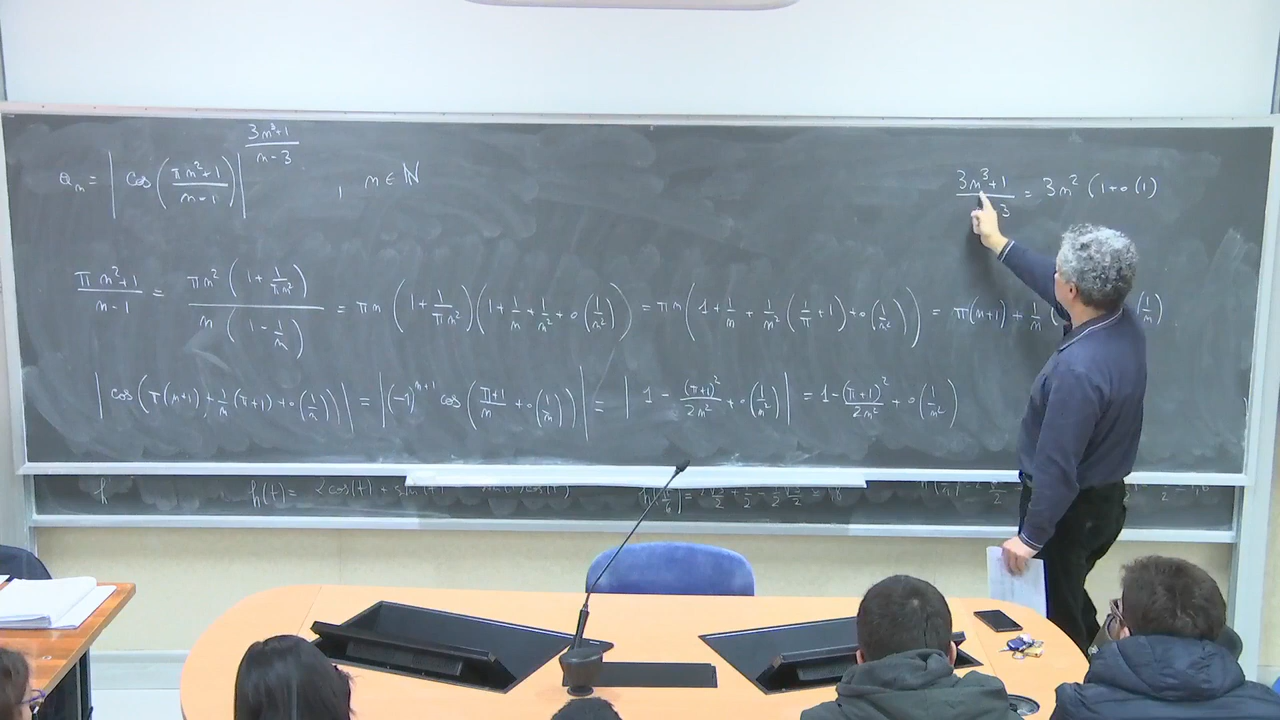 a_n = | cos ( (πn²+1)/(n-1) ) |^((3n³+1)/(n-3)) , n ∈ ℕ
(3n³+1)/ 3 = 3n² (1+o(1)
(πn²+1)/(n-1) = πn² (1 + 1/(πn²)) / n (1 - 1/n) = πn (1 + 1/(πn²)) (1 + 1/n + 1/n² + o(1/n²)) = πn (1 + 1/n + 1/n² (1/π + 1) + o(1/n²)) = π(n+1) + 1/n ( (1/n)
| cos (π(n+1) + 1/n (π+1) + o(1/n)) | = | (-1)^(n+1) cos ( (π+1)/n + o(1/n) ) | = | 1 - (π+1)²/2n² + o(1/n²) | = 1 - (π+1)²/2n² + o(1/n²)
h(t) = 2cos(t) + sin(t)